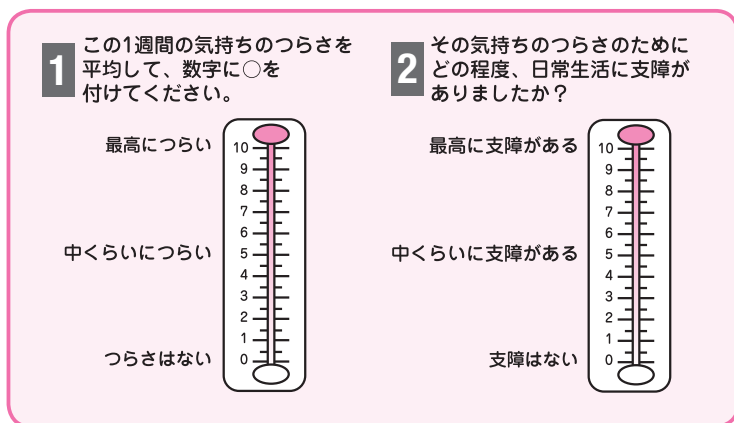 1
この1週間の気持ちのつらさを
平均して、数字に○を
付けてください。
最高につらい
中くらいにつらい
つらさはない
10
9
8
7
6
5
4
3
2
1
0
2
その気持ちのつらさのために
どの程度、日常生活に支障が
ありましたか？
最高に支障がある
中くらいに支障がある
支障はない
10
9
8
7
6
5
4
3
2
1
0